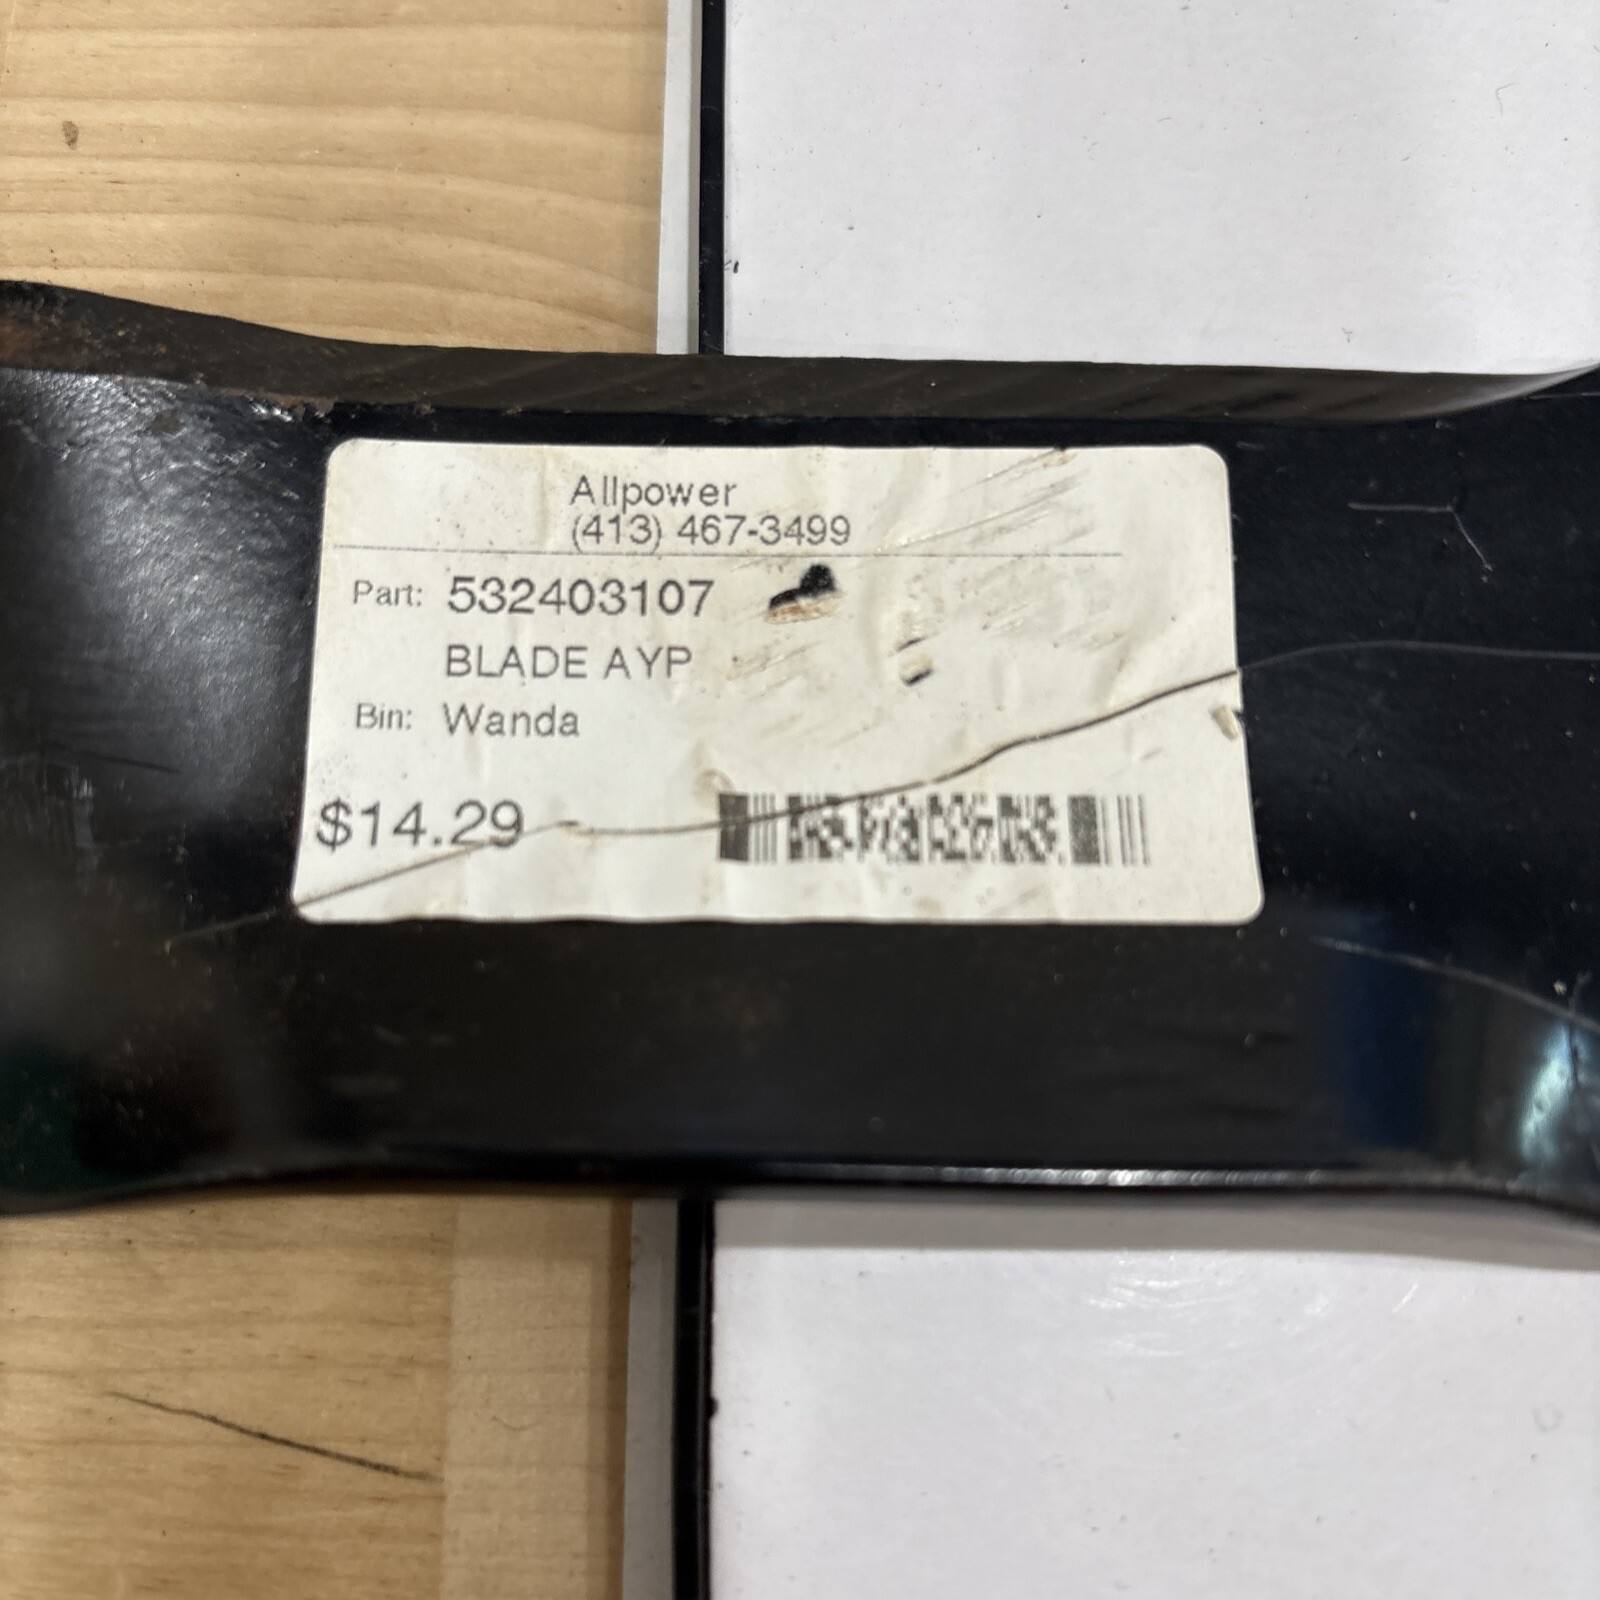 Allpower
(413) 467-3499
Part: 532403107
BLADE AYP
Bin: Wanda
$14.29